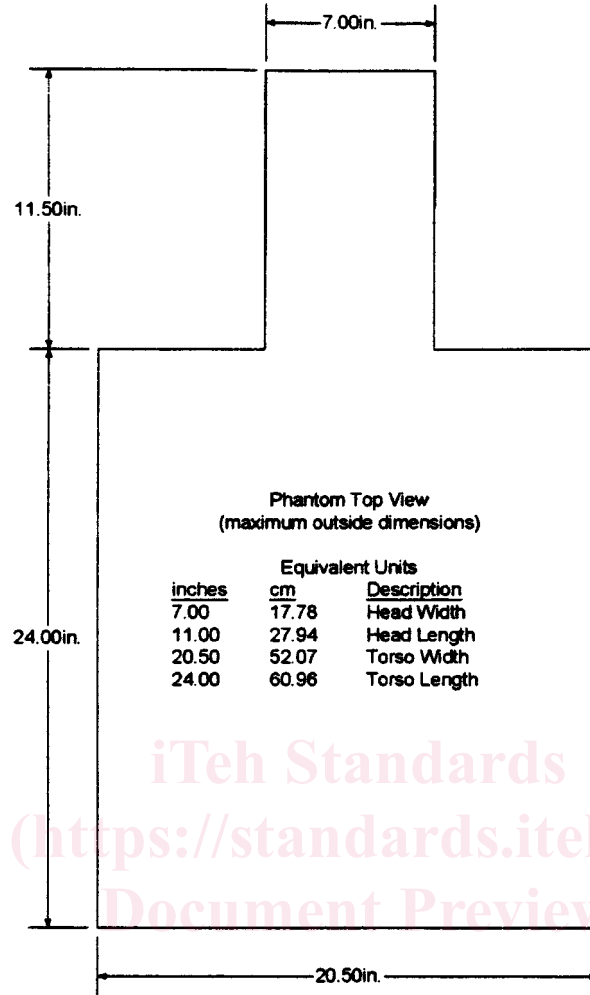 7.00in.
11.50in.
Phantom Top View
(maximum outside dimensions)
Equivalent Units
inches cm Description
7.00 17.78 Head Width
11.00 27.94 Head Length
20.50 52.07 Torso Width
24.00 60.96 Torso Length
24.00in.
iTeh Standards
(https://standards.iteh
Document Preview
20.50in.